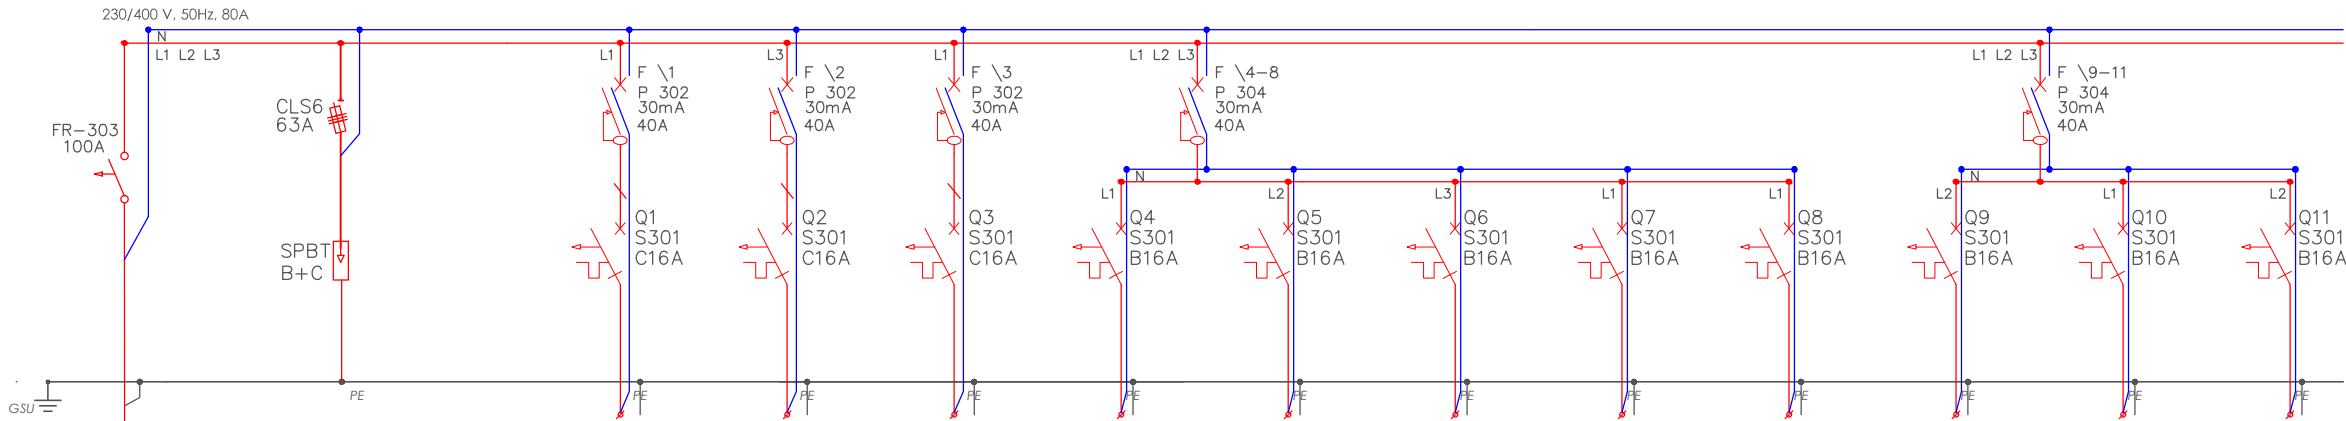 230/400 V, 50Hz, 80A
N
L1 L2 L3
FR-303
100A
CLS6
63A
SPBT
B+C
L1
F \1
P 302
30mA
40A
Q1
S301
C16A
L3
F \2
P 302
30mA
40A
Q2
S301
C16A
L1
F \3
P 302
30mA
40A
Q3
S301
C16A
L1 L2 L3
F \4-8
P 304
30mA
40A
N
L1
Q4
S301
B16A
L2
Q5
S301
B16A
L3
Q6
S301
B16A
L1
Q7
S301
B16A
L1
Q8
S301
B16A
L1 L2 L3
F \9-11
P 304
30mA
40A
N
L2
Q9
S301
B16A
L1
Q10
S301
B16A
L2
Q11
S301
B16A
GSU
PE
PE
PE
PE
PE
PE
PE
PE
PE
PE
PE
PE